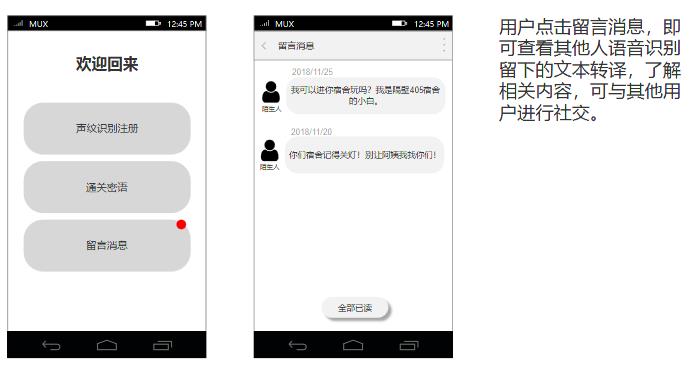 MUX 12:45 PM
欢迎回来
声纹识别注册
通关密语
留言消息
MUX 12:45 PM
留言消息
2018/11/25
陌生人
我可以进你宿舍玩吗？我是隔壁405宿舍
的小白。
2018/11/20
陌生人
你们宿舍记得关灯！别让阿姨我找你们！
全部已读
用户点击留言消息，即
可查看其他人语音识别
留下的文本转译，了解
相关内容，可与其他用
户进行社交。